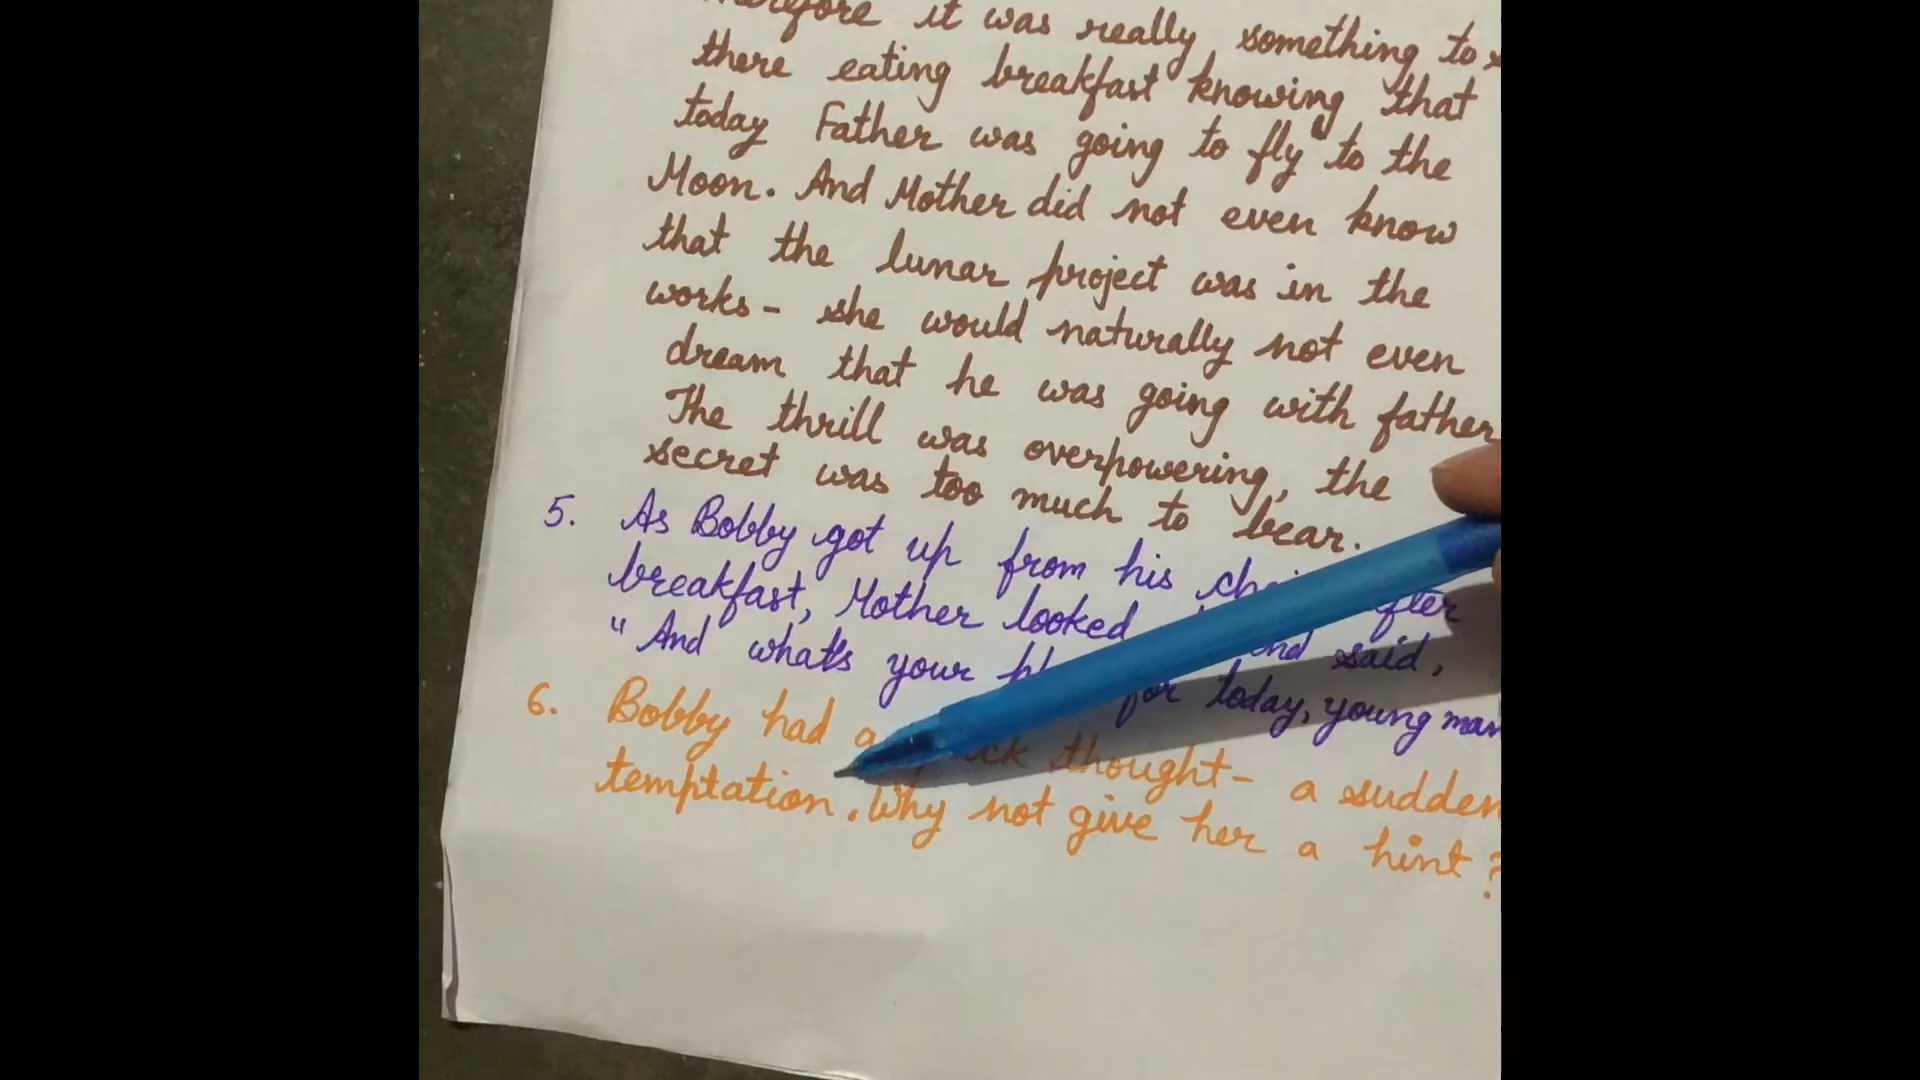 Therefore it was really something to
there eating breakfast knowing that
today Father was going to fly to the
Moon. And Mother did not even know
that the lunar project was in the
works- she would naturally not even
dream that he was going with father
The thrill was overpowering, the
secret was too much to bear.
5. As Bobby got up from his after
breakfast, Mother looked and said,
"And whats your for today, young man
6. Bobby had a thought- a sudden
temptation. Why not give her a hint?